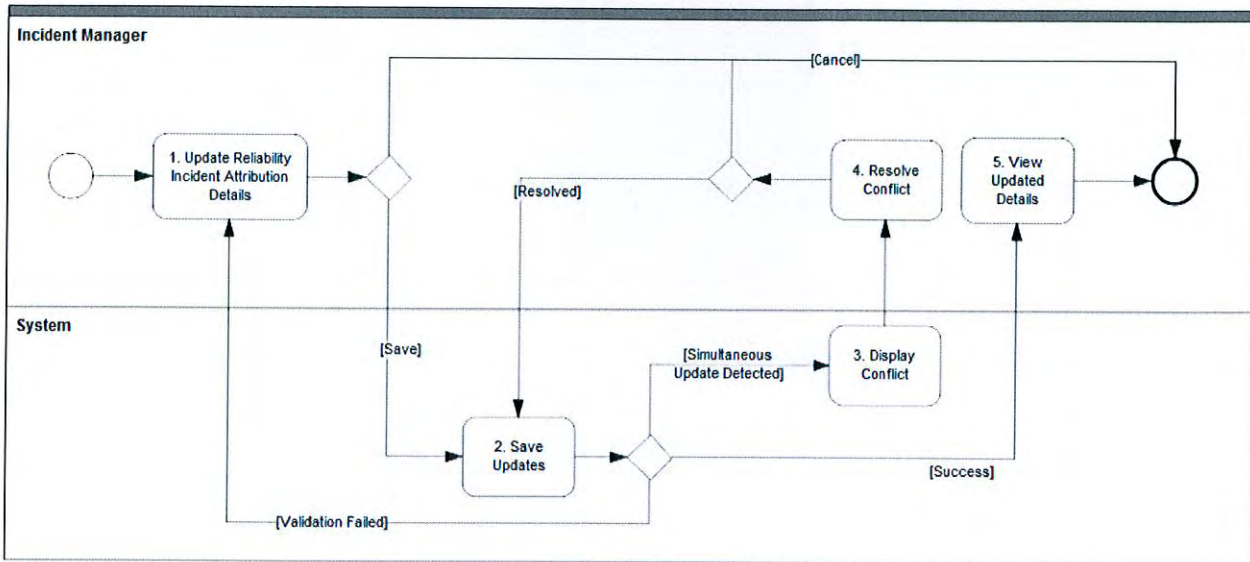 Incident Manager
[Cancel]
1. Update Reliability
Incident Attribution
Details
4. Resolve
Conflict
5. View
Updated
Details
[Resolved]
System
[Save]
[Simultaneous
Update Detected]
3. Display
Conflict
2. Save
Updates
[Success]
[Validation Failed]